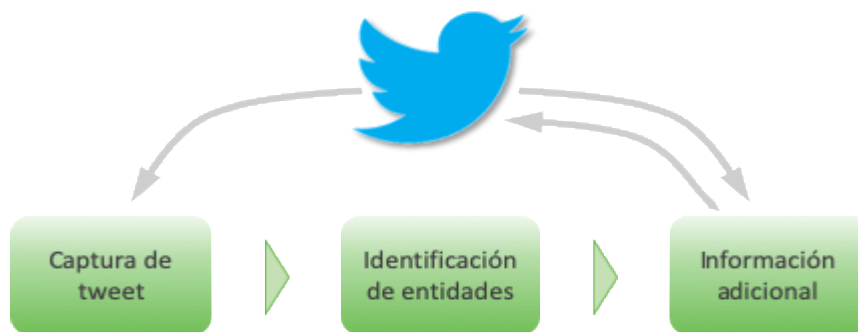 Captura de
tweet
Identificación
de entidades
Información
adicional